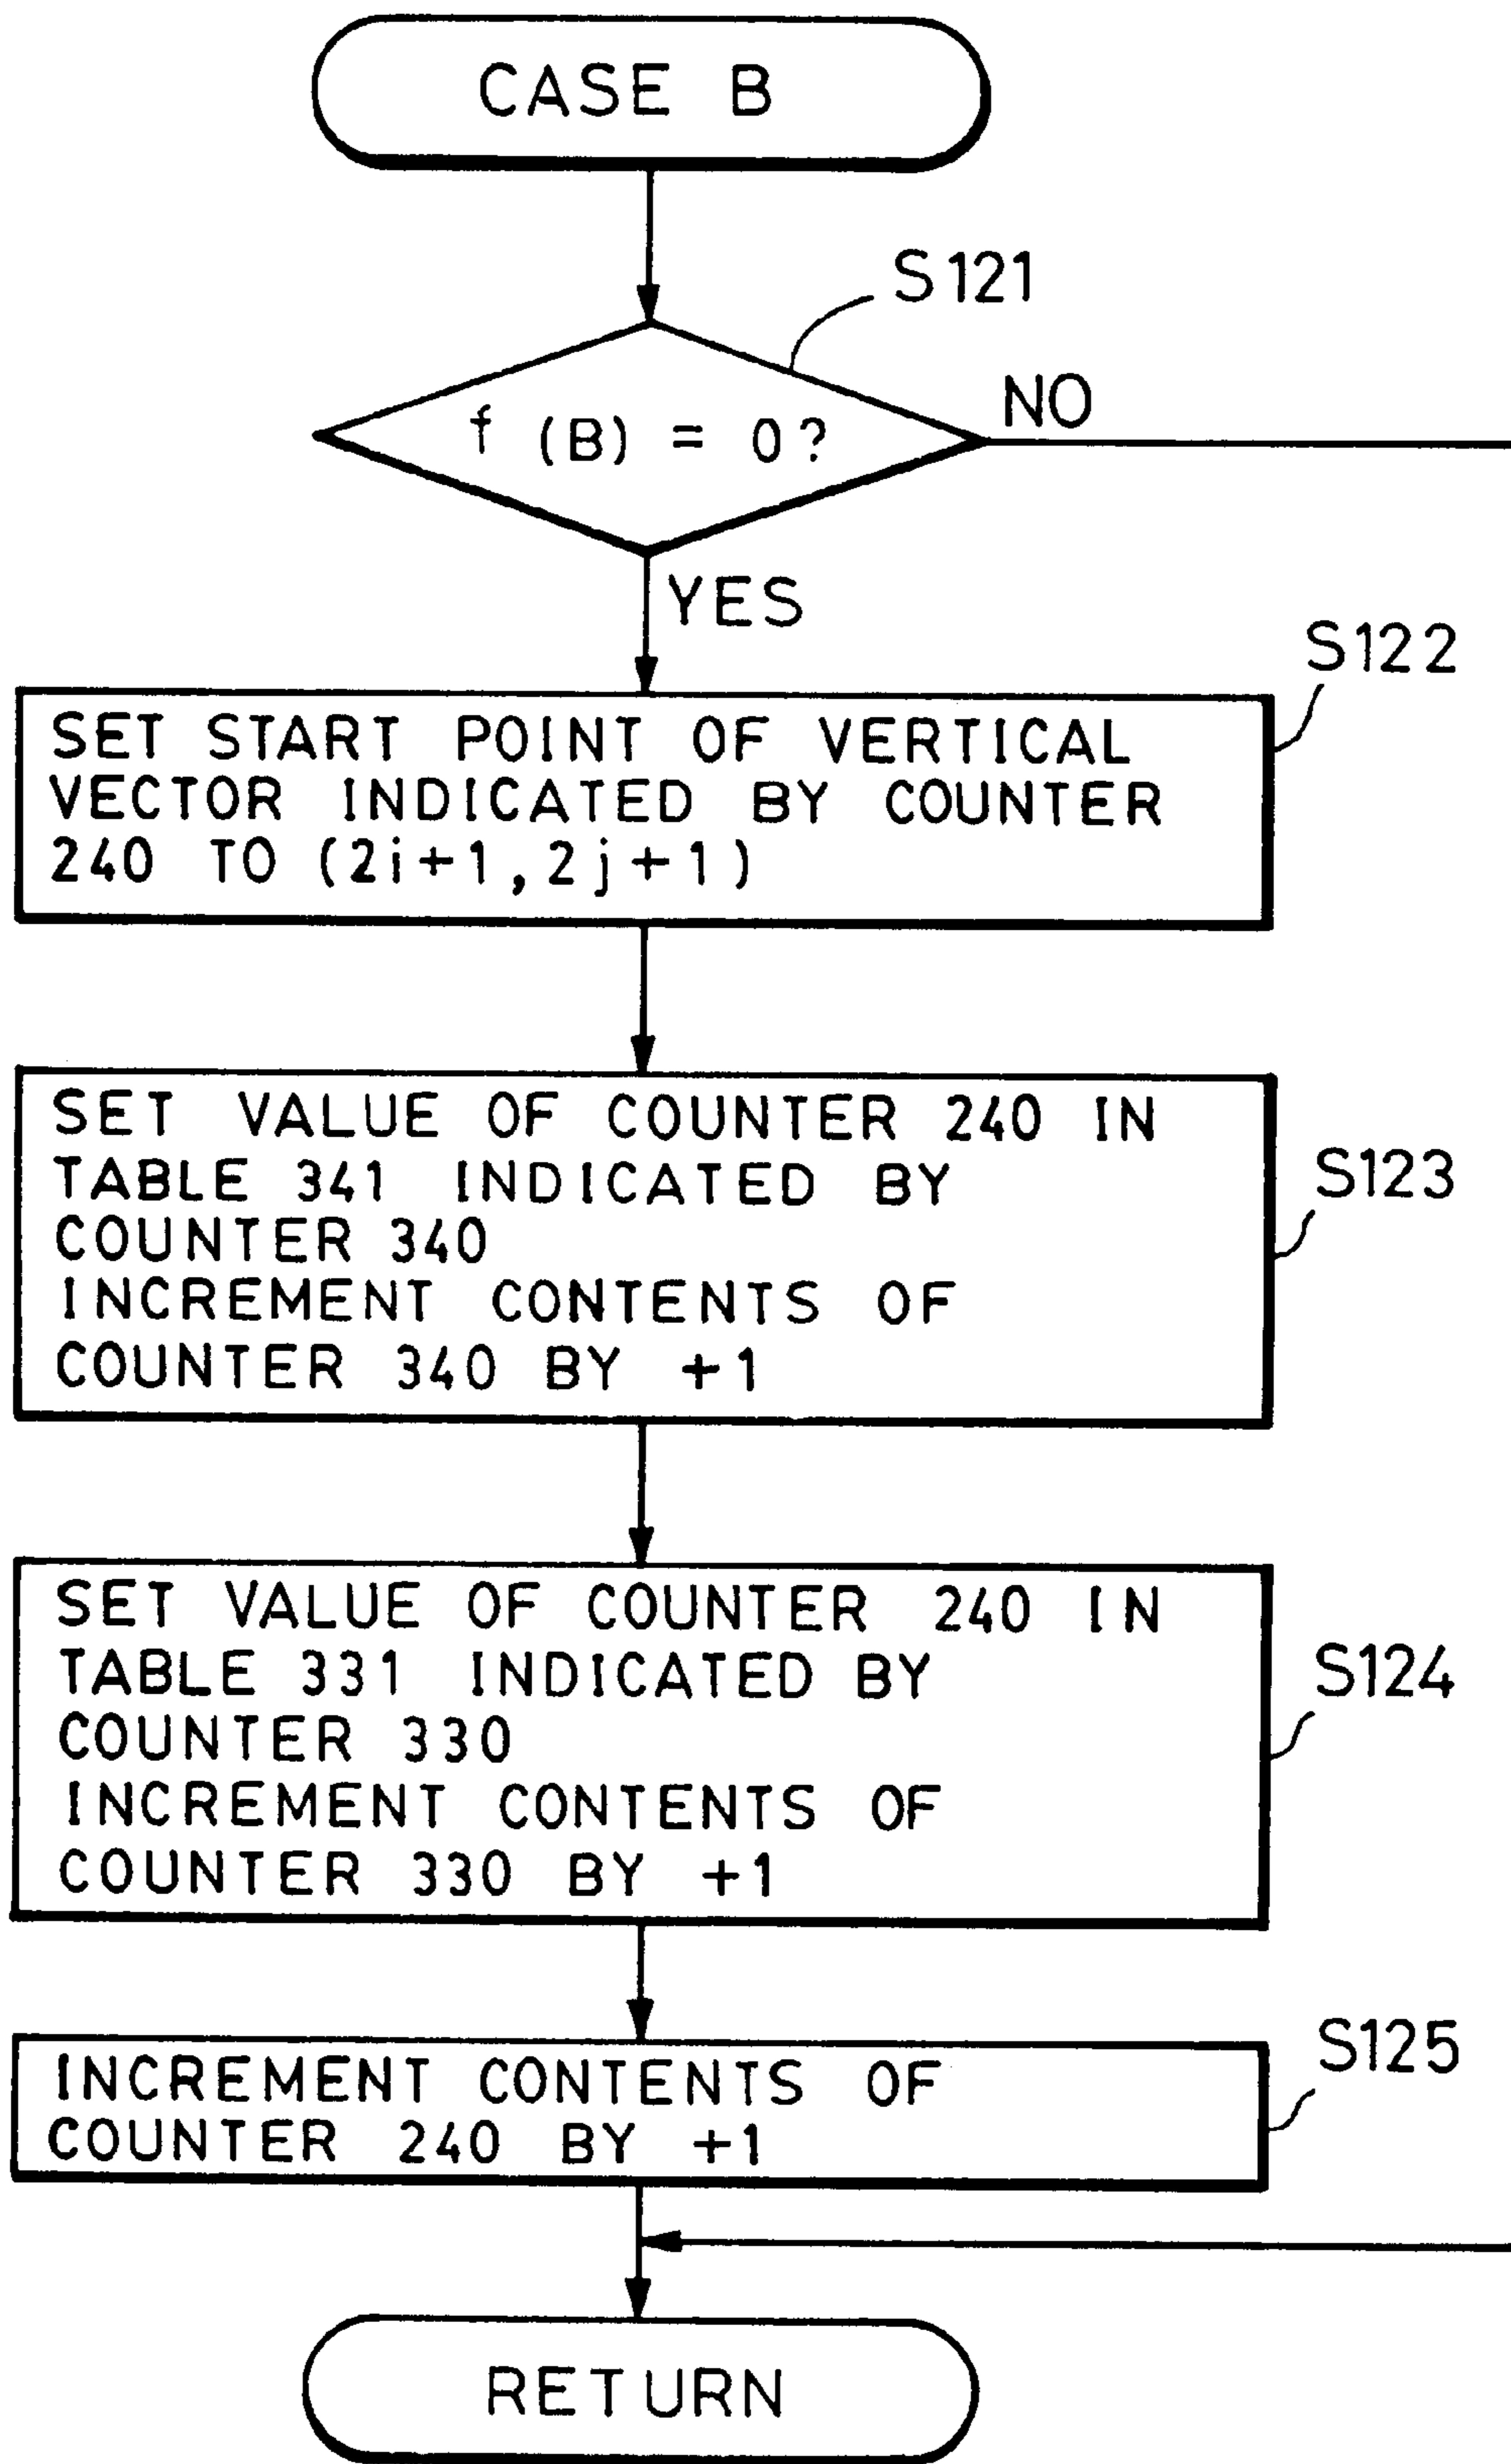 CASE B
S121
f (B) = 0?
NO
YES
S122
SET START POINT OF VERTICAL
VECTOR INDICATED BY COUNTER
240 TO (2i+1,2j+1)
SET VALUE OF COUNTER 240 IN
TABLE 341 INDICATED BY
COUNTER 340
INCREMENT CONTENTS OF
COUNTER 340 BY +1
S123
SET VALUE OF COUNTER 240 IN
TABLE 331 INDICATED BY
COUNTER 330
INCREMENT CONTENTS OF
COUNTER 330 BY +1
S124
INCREMENT CONTENTS OF
COUNTER 240 BY +1
S125
RETURN